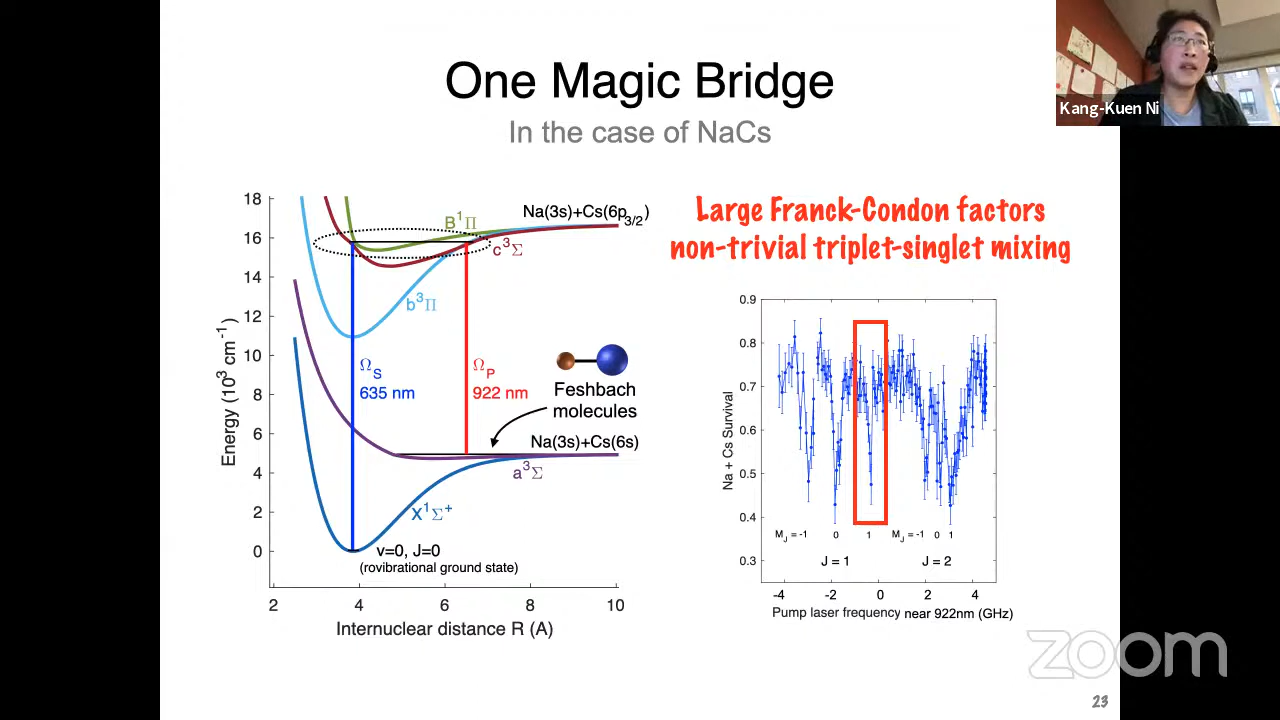 One Magic Bridge
In the case of NaCs
Kang-Kuen Ni
Large Franck-Condon factors
non-trivial triplet-singlet mixing
Energy (10³ cm⁻¹)
18
16
14
12
10
8
6
4
2
0
2
4
6
8
10
Internuclear distance R (A)
B¹Π
Na(3s)+Cs(6p3/2)
c³Σ
b³Π
ΩS
635 nm
ΩP
922 nm
Feshbach
molecules
Na(3s)+Cs(6s)
a³Σ
X¹Σ⁺
v=0, J=0
(rovibrational ground state)
Na + Cs Survival
0.9
0.8
0.7
0.6
0.5
0.4
0.3
MJ = -1 0 1 MJ = -1 0 1
J = 1 J = 2
-4 -2 0 2 4
Pump laser frequency near 922nm (GHz)
zoom
23